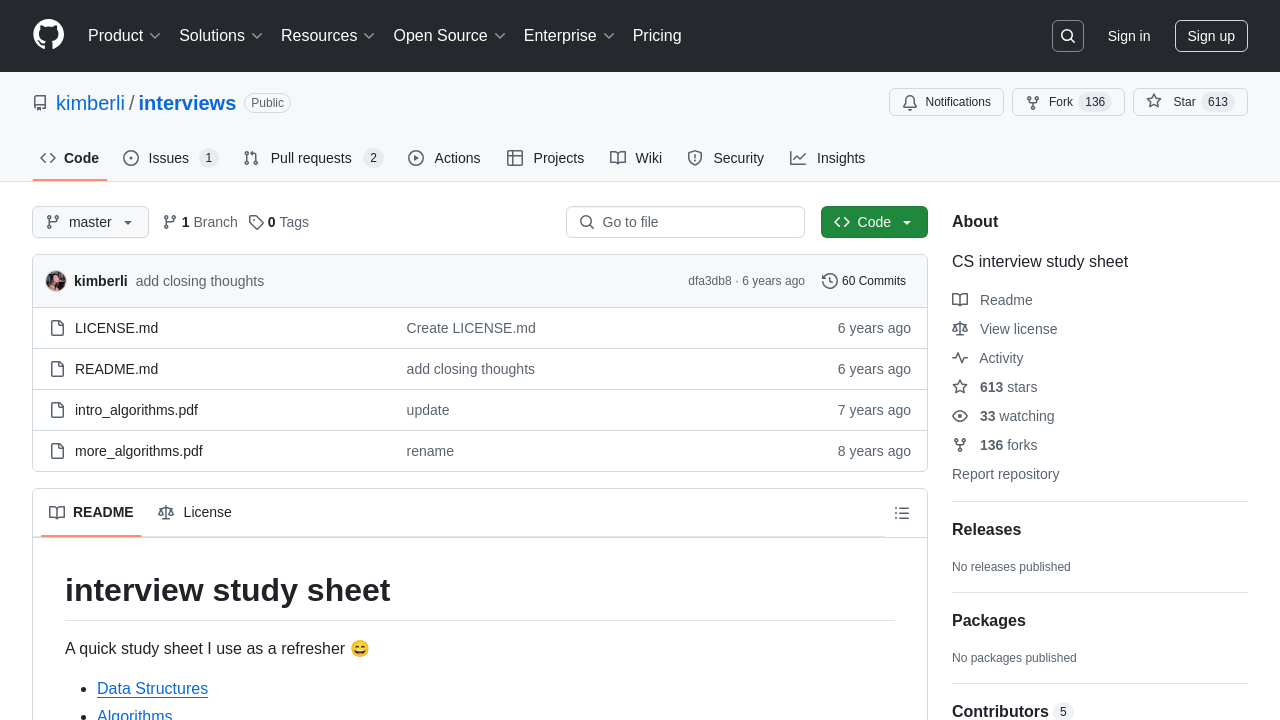 Product Solutions Resources Open Source Enterprise Pricing Sign in Sign up
kimberli / interviews Public Notifications Fork 136 Star 613
Code Issues 1 Pull requests 2 Actions Projects Wiki Security Insights
master 1 Branch 0 Tags Go to file Code
kimberli add closing thoughts dfa3db8 · 6 years ago 60 Commits
LICENSE.md Create LICENSE.md 6 years ago
README.md add closing thoughts 6 years ago
intro_algorithms.pdf update 7 years ago
more_algorithms.pdf rename 8 years ago
README License
interview study sheet
A quick study sheet I use as a refresher 😄
Data Structures
Algorithms
About
CS interview study sheet
Readme
View license
Activity
613 stars
33 watching
136 forks
Report repository
Releases
No releases published
Packages
No packages published
Contributors 5